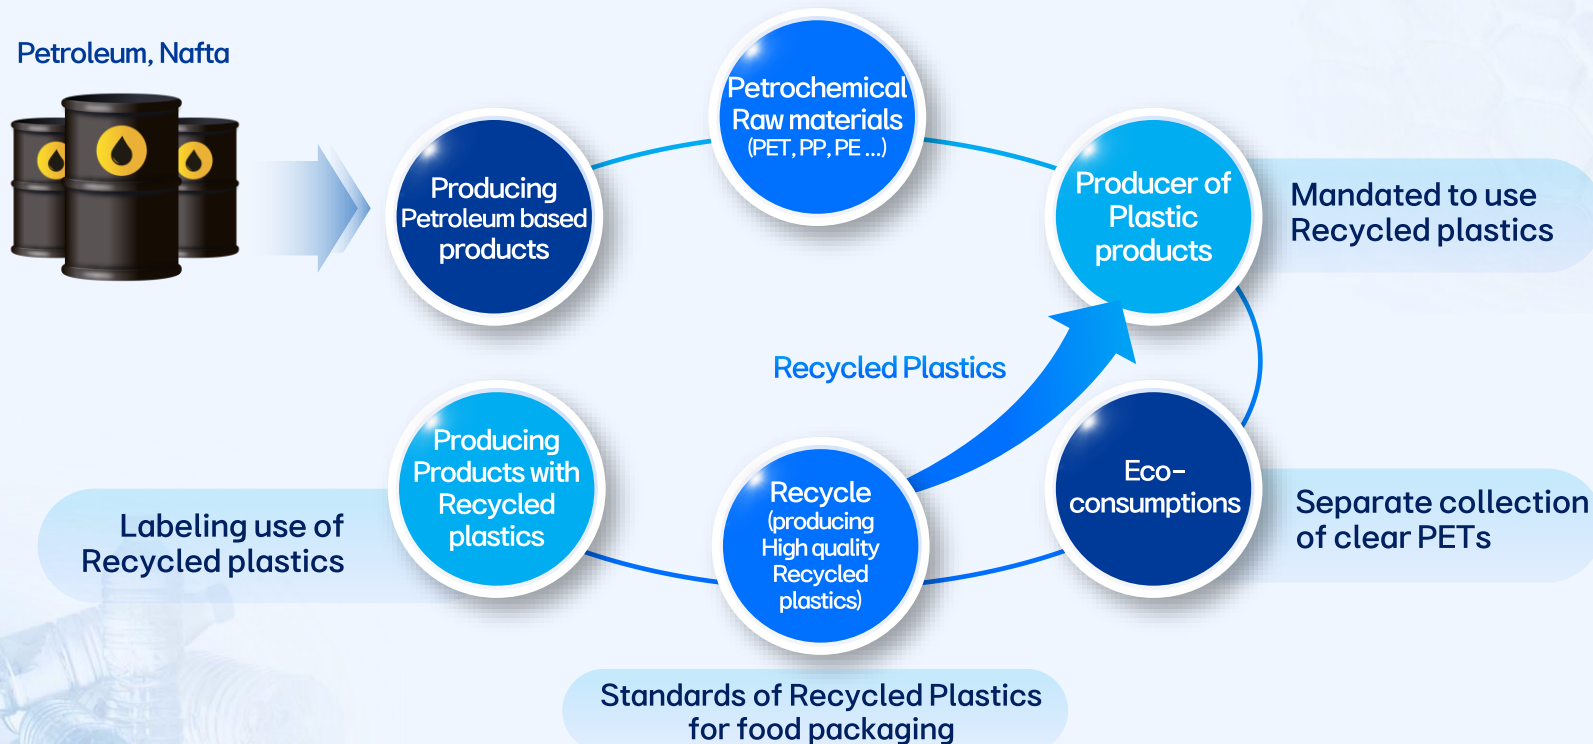 Petroleum, Nafta
Producing
Petroleum based
products
Petrochemical
Raw materials
(PET, PP, PE ...)
Producer of
Plastic
products
Mandated to use
Recycled plastics
Recycled Plastics
Eco-
consumptions
Separate collection
of clear PETs
Recycle
(producing
High quality
Recycled
plastics)
Standards of Recycled Plastics
for food packaging
Producing
Products with
Recycled
plastics
Labeling use of
Recycled plastics